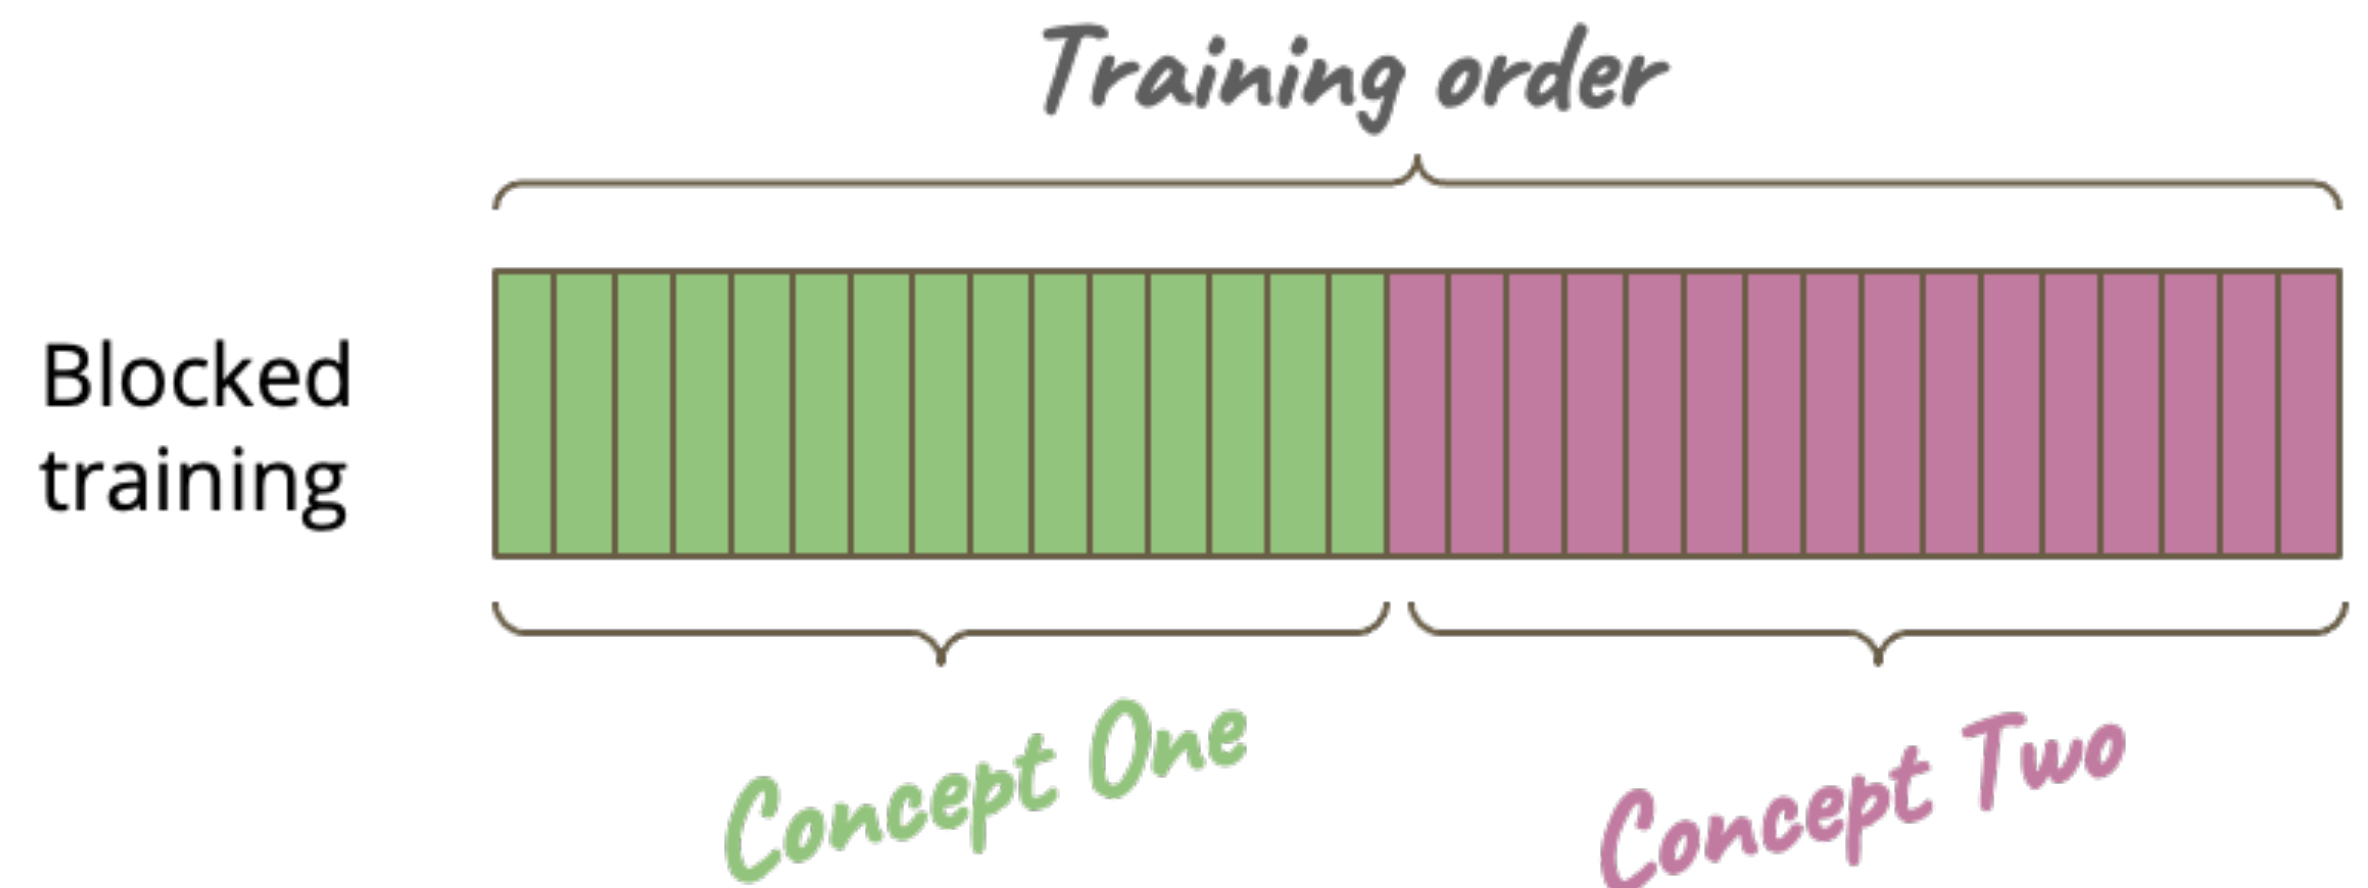 Training order
Blocked
training
Concept One
Concept Two